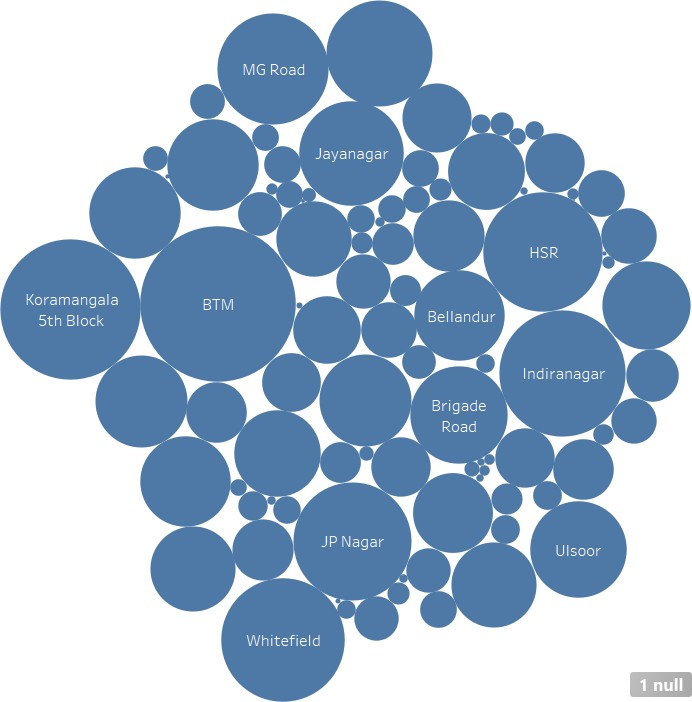 MG Road
Jayanagar
HSR
Koramangala
5th Block
BTM
Bellandur
Indiranagar
Brigade
Road
JP Nagar
Ulsoor
Whitefield
1 null